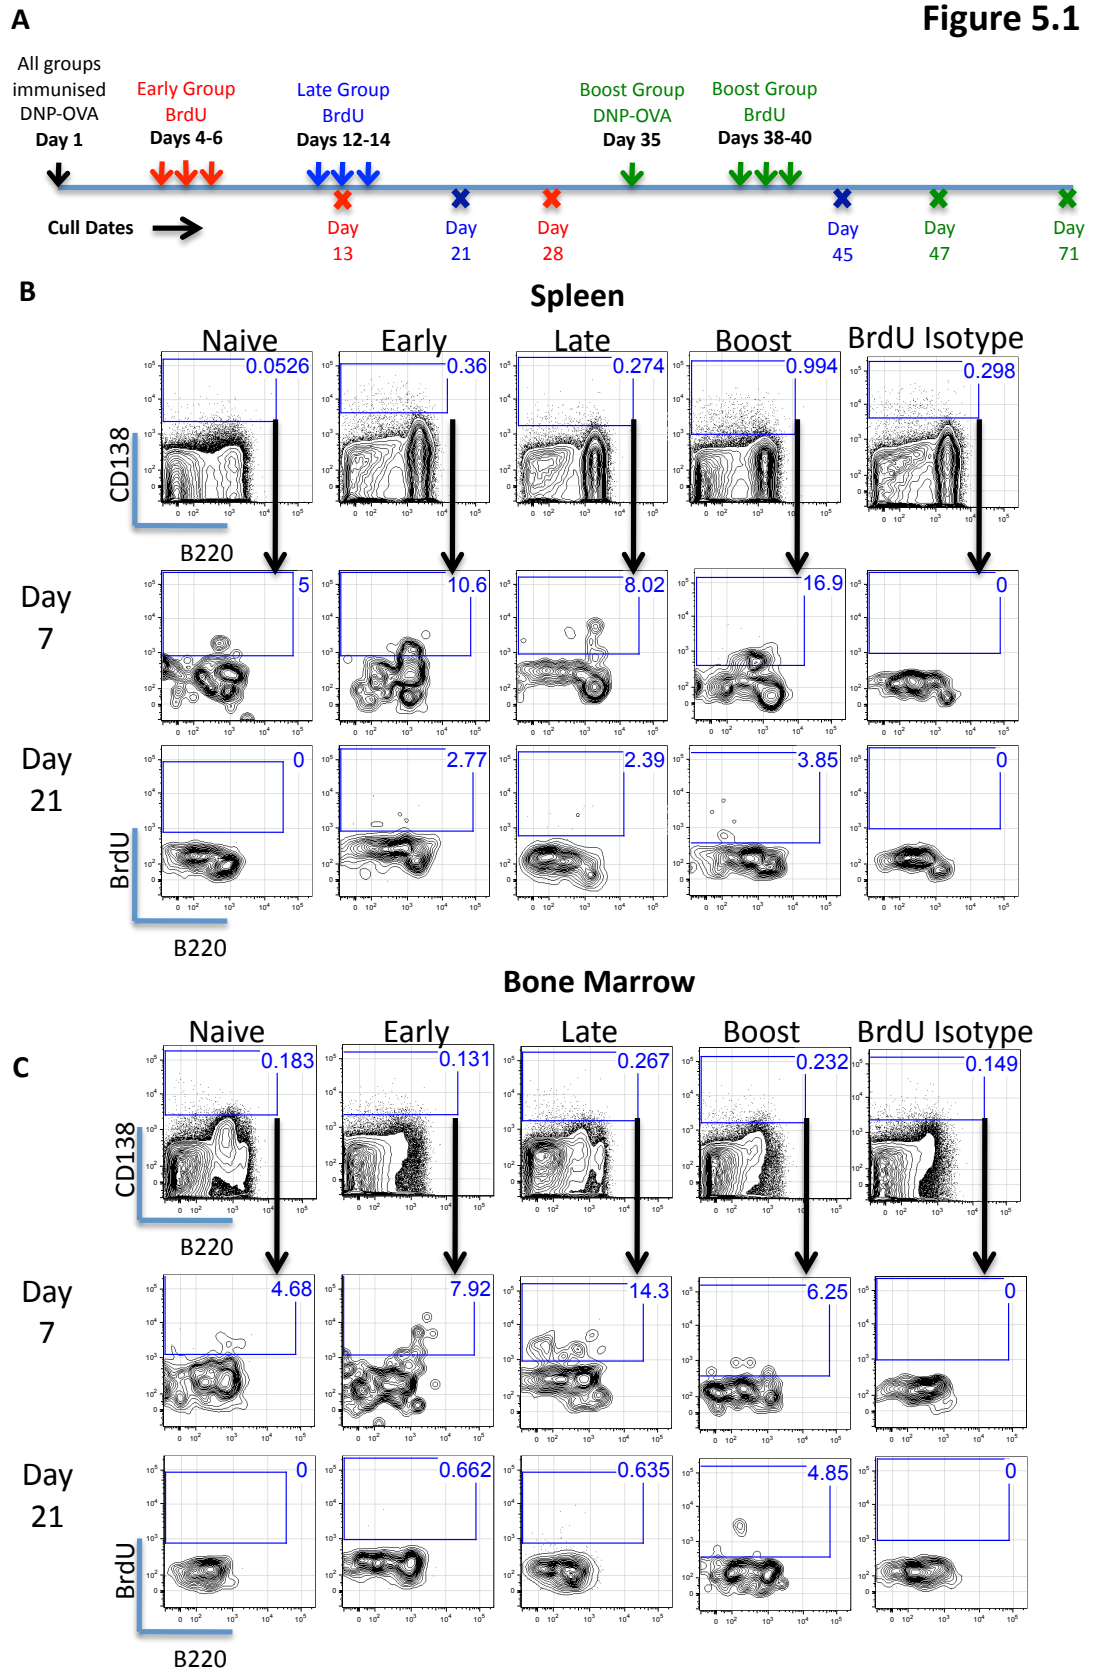 Figure 5.1
A
All groups
immunised
DNP-OVA
Day 1
Early Group
BrdU
Days 4-6
Late Group
BrdU
Days 12-14
Boost Group
DNP-OVA
Day 35
Boost Group
BrdU
Days 38-40
Cull Dates
Day
13
Day
21
Day
28
Day
45
Day
47
Day
71
B
Spleen
Naive
Early
Late
Boost
BrdU Isotype
0.0526
0.36
0.274
0.994
0.298
CD138
B220
Day
7
5
10.6
8.02
16.9
0
Day
21
0
2.77
2.39
3.85
0
BrdU
B220
Bone Marrow
C
Naive
Early
Late
Boost
BrdU Isotype
0.183
0.131
0.267
0.232
0.149
CD138
B220
Day
7
4.68
7.92
14.3
6.25
0
Day
21
0
0.662
0.635
4.85
0
BrdU
B220